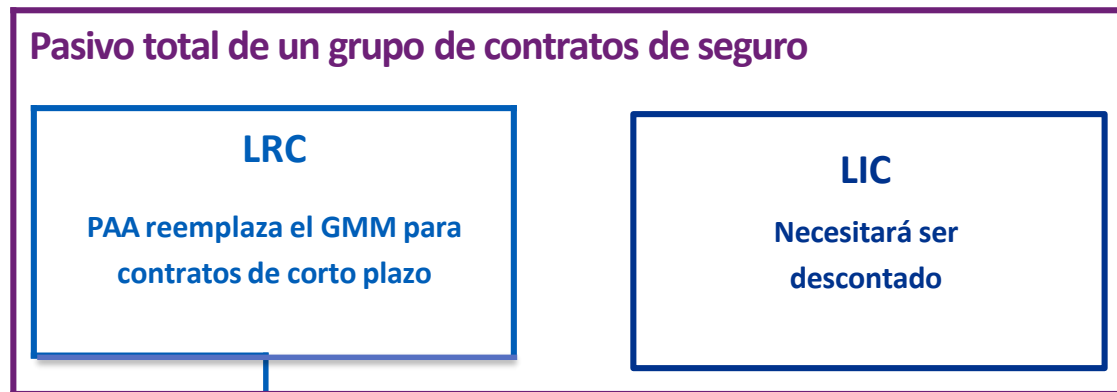 Pasivo total de un grupo de contratos de seguro
LRC
PAA reemplaza el GMM para
contratos de corto plazo
LIC
Necesitará ser
descontado